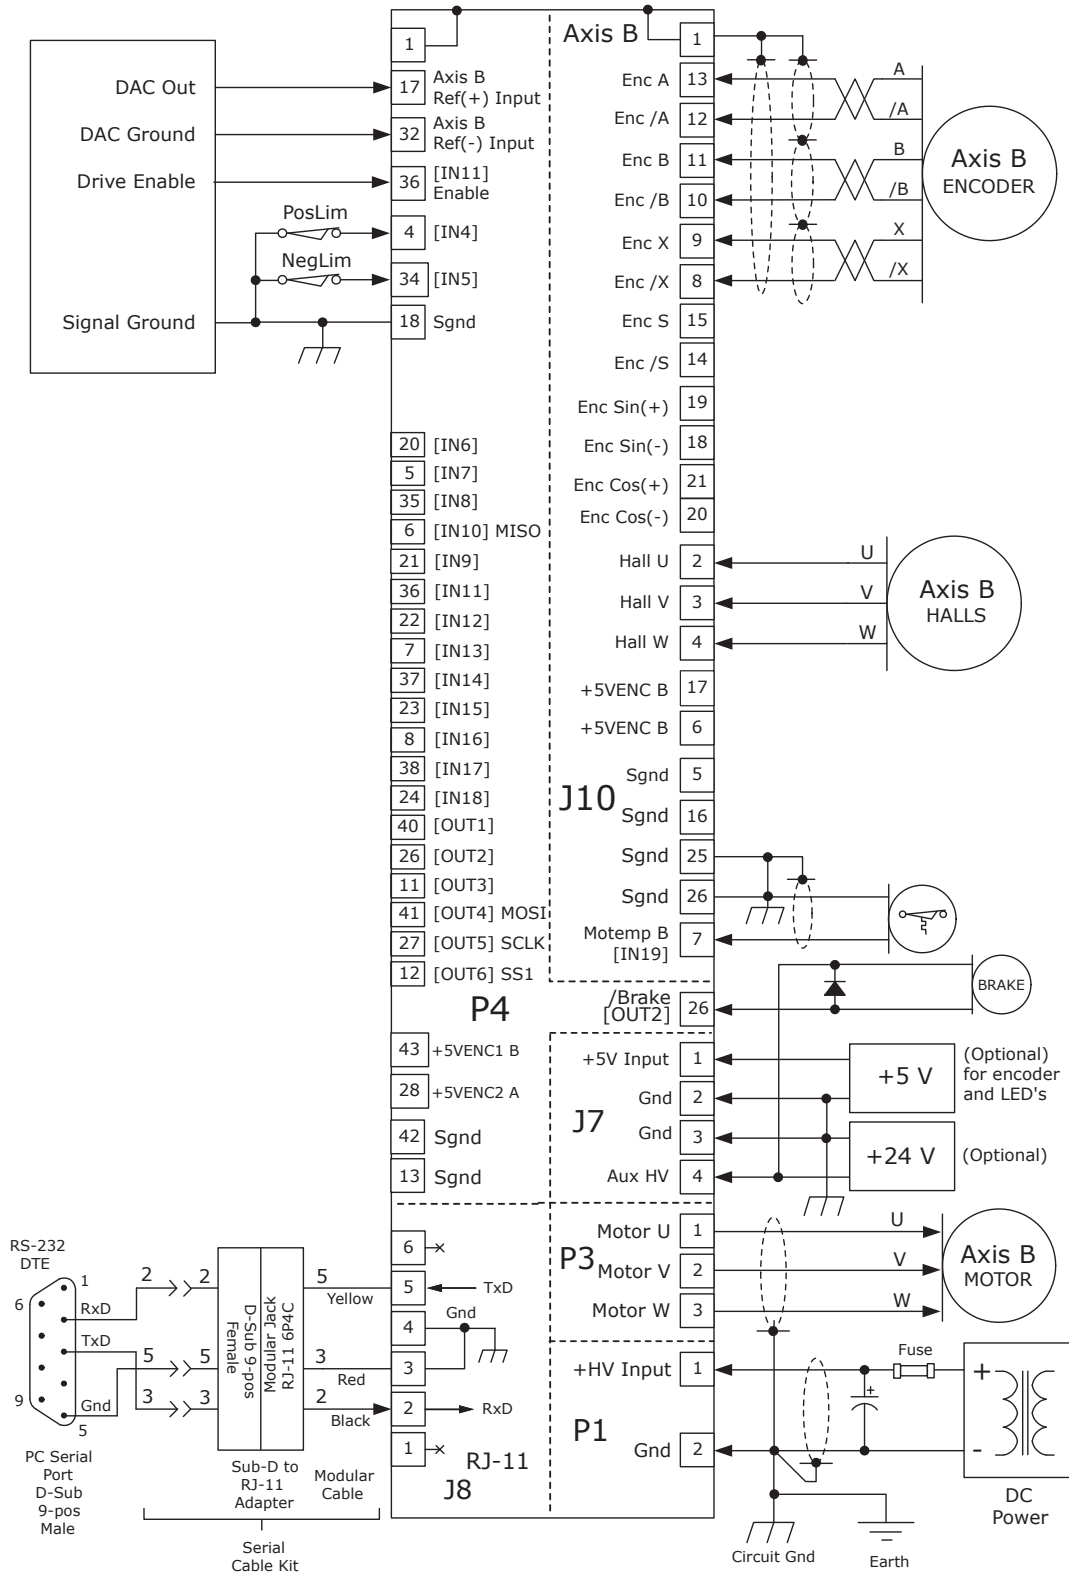 DAC Out
DAC Ground
Drive Enable
PosLim
NegLim
Signal Ground
1
17 Axis B
Ref(+) Input
32 Axis B
Ref(-) Input
36 [IN11]
Enable
4 [IN4]
34 [IN5]
18 Sgnd
20 [IN6]
5 [IN7]
35 [IN8]
6 [IN10] MISO
21 [IN9]
36 [IN11]
22 [IN12]
7 [IN13]
37 [IN14]
23 [IN15]
8 [IN16]
38 [IN17]
24 [IN18]
40 [OUT1]
26 [OUT2]
11 [OUT3]
41 [OUT4] MOSI
27 [OUT5] SCLK
12 [OUT6] SS1
P4
43 +5VENC1 B
28 +5VENC2 A
42 Sgnd
13 Sgnd
Axis B 1
Enc A 13 A
Enc /A 12 /A
Enc B 11 B
Enc /B 10 /B
Enc X 9 X
Enc /X 8 /X
Axis B
ENCODER
Enc S 15
Enc /S 14
Enc Sin(+) 19
Enc Sin(-) 18
Enc Cos(+) 21
Enc Cos(-) 20
Hall U 2 U
Hall V 3 V
Hall W 4 W
Axis B
HALLS
+5VENC B 17
+5VENC B 6
Sgnd 5
J10
Sgnd 16
Sgnd 25
Sgnd 26
Motemp B
[IN19] 7
/Brake
[OUT2] 26
BRAKE
+5V Input 1
Gnd 2
J7
Gnd 3
Aux HV 4
+5 V
(Optional)
for encoder
and LED's
+24 V
(Optional)
Motor U 1 U
P3
Motor V 2 V
Motor W 3 W
Axis B
MOTOR
+HV Input 1
P1
Gnd 2
Fuse
+
+
-
DC
Power
Circuit Gnd
Earth
RS-232
DTE
1
6
RxD
TxD
9
Gnd
5
PC Serial
Port
D-Sub
9-pos
Male
2 2
5 5
3 3
D-Sub 9-pos
Female
Modular Jack
RJ-11 6P4C
5
Yellow
3
Red
2
Black
Sub-D to
RJ-11
Adapter
Modular
Cable
Serial
Cable Kit
6
5 TxD
4 Gnd
3
2 RxD
1
RJ-11
J8